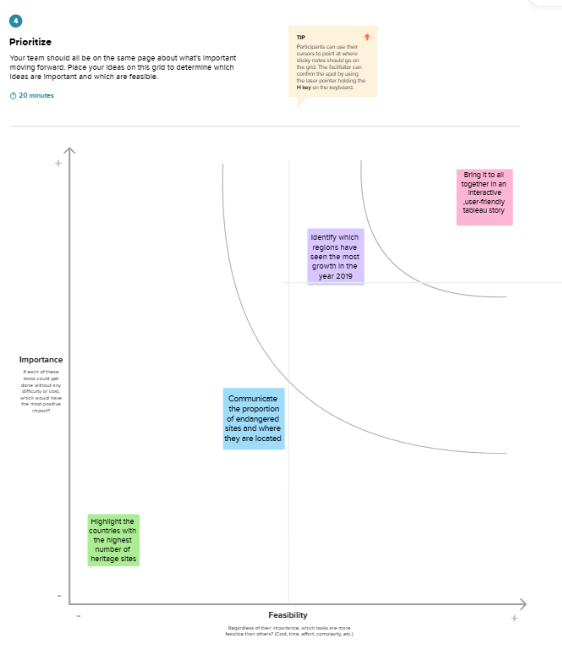 4
Prioritize
Your team should all be on the same page about what's important
moving forward. Place your ideas on this grid to determine which
ideas are important and which are feasible.
20 minutes
TIP
Participants can use their
cursors to point at where
sticky notes should go on
the grid. The facilitator can
confirm the spot by using
the laser pointer holding the
H key on the keyboard.
+
Bring it to all
together in an
interactive
,user-friendly
tableau story
Identify which
regions have
seen the most
growth in the
year 2019
Importance
If each of these
tasks could get
done without any
difficulty or cost,
which would have
the most positive
impact?
Communicate
the proportion
of endangered
sites and where
they are located
Highlight the
countries with
the highest
number of
heritage sites
-
-
Feasibility
+
Regardless of their importance, which tasks are more
feasible than others? (Cost, time, effort, complexity, etc.)